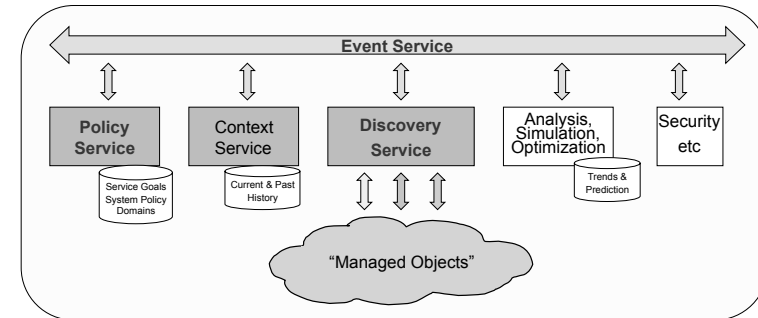 Event Service
Policy
Service
Context
Service
Discovery
Service
Analysis,
Simulation,
Optimization
Security
etc
Service Goals
System Policy
Domains
Current & Past
History
Trends &
Prediction
“Managed Objects”